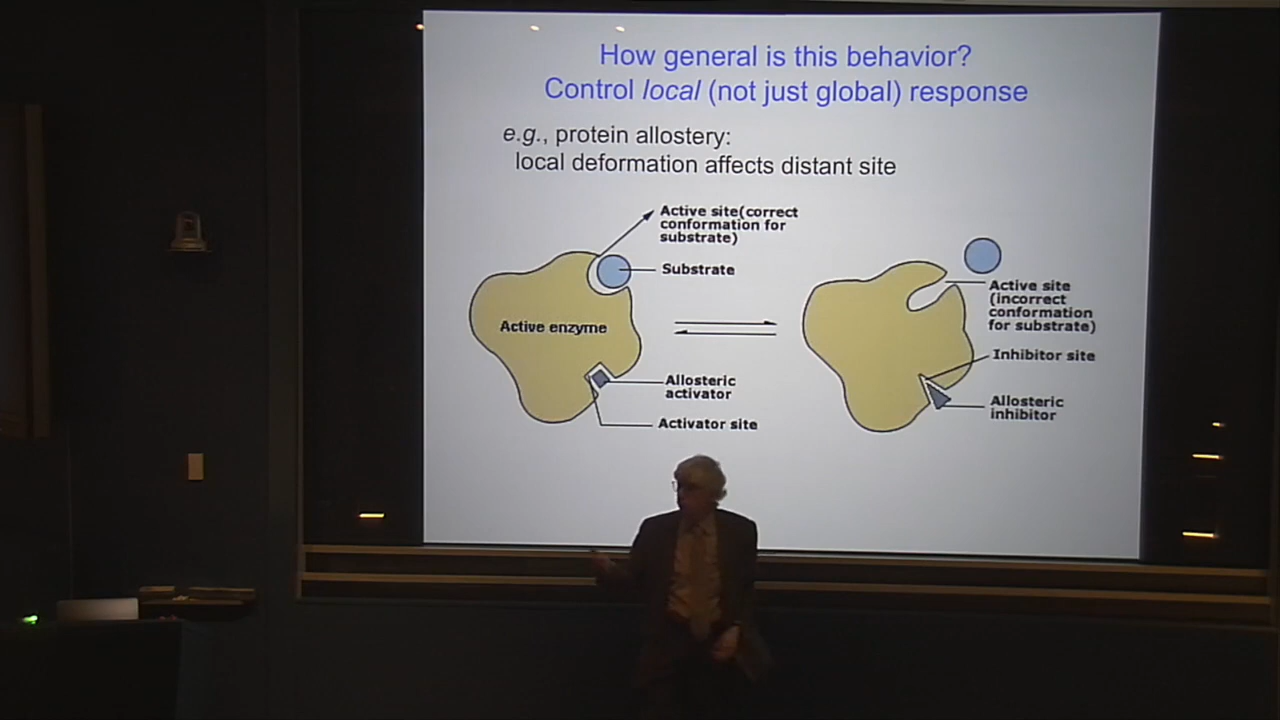 How general is this behavior?
Control local (not just global) response
e.g., protein allostery:
local deformation affects distant site
Active site(correct
conformation for
substrate)
Substrate
Active enzyme
Allosteric
activator
Activator site
Active site
(incorrect
conformation
for substrate)
Inhibitor site
Allosteric
inhibitor